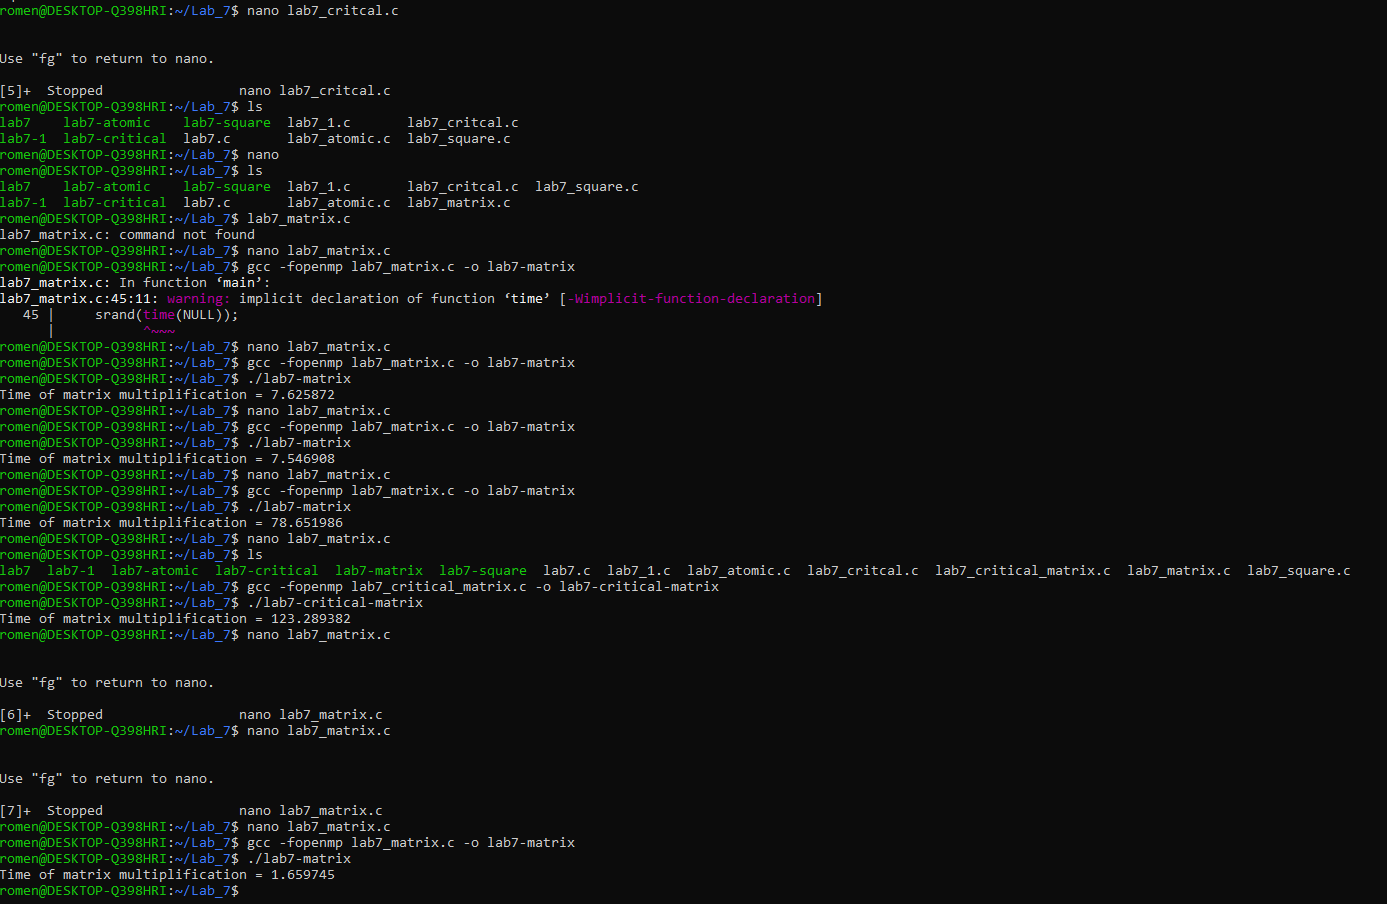 romen@DESKTOP-Q398HRI:~/Lab_7$ nano lab7_critcal.c
Use "fg" to return to nano.
[5]+  Stopped                 nano lab7_critcal.c
romen@DESKTOP-Q398HRI:~/Lab_7$ ls
lab7    lab7-atomic    lab7-square  lab7_1.c       lab7_critcal.c
lab7-1  lab7-critical  lab7.c       lab7_atomic.c  lab7_square.c
romen@DESKTOP-Q398HRI:~/Lab_7$ nano
romen@DESKTOP-Q398HRI:~/Lab_7$ ls
lab7    lab7-atomic    lab7-square  lab7_1.c       lab7_critcal.c  lab7_square.c
lab7-1  lab7-critical  lab7.c       lab7_atomic.c  lab7_matrix.c
romen@DESKTOP-Q398HRI:~/Lab_7$ lab7_matrix.c
lab7_matrix.c: command not found
romen@DESKTOP-Q398HRI:~/Lab_7$ nano lab7_matrix.c
romen@DESKTOP-Q398HRI:~/Lab_7$ gcc -fopenmp lab7_matrix.c -o lab7-matrix
lab7_matrix.c: In function ‘main’:
lab7_matrix.c:45:11: warning: implicit declaration of function ‘time’ [-Wimplicit-function-declaration]
   45 |     srand(time(NULL));
      |           ^~~~
romen@DESKTOP-Q398HRI:~/Lab_7$ nano lab7_matrix.c
romen@DESKTOP-Q398HRI:~/Lab_7$ gcc -fopenmp lab7_matrix.c -o lab7-matrix
romen@DESKTOP-Q398HRI:~/Lab_7$ ./lab7-matrix
Time of matrix multiplification = 7.625872
romen@DESKTOP-Q398HRI:~/Lab_7$ nano lab7_matrix.c
romen@DESKTOP-Q398HRI:~/Lab_7$ gcc -fopenmp lab7_matrix.c -o lab7-matrix
romen@DESKTOP-Q398HRI:~/Lab_7$ ./lab7-matrix
Time of matrix multiplification = 7.546908
romen@DESKTOP-Q398HRI:~/Lab_7$ nano lab7_matrix.c
romen@DESKTOP-Q398HRI:~/Lab_7$ gcc -fopenmp lab7_matrix.c -o lab7-matrix
romen@DESKTOP-Q398HRI:~/Lab_7$ ./lab7-matrix
Time of matrix multiplification = 78.651986
romen@DESKTOP-Q398HRI:~/Lab_7$ nano lab7_matrix.c
romen@DESKTOP-Q398HRI:~/Lab_7$ ls
lab7  lab7-1  lab7-atomic  lab7-critical  lab7-matrix  lab7-square  lab7.c  lab7_1.c  lab7_atomic.c  lab7_critcal.c  lab7_critical_matrix.c  lab7_matrix.c  lab7_square.c
romen@DESKTOP-Q398HRI:~/Lab_7$ gcc -fopenmp lab7_critical_matrix.c -o lab7-critical-matrix
romen@DESKTOP-Q398HRI:~/Lab_7$ ./lab7-critical-matrix
Time of matrix multiplification = 123.289382
romen@DESKTOP-Q398HRI:~/Lab_7$ nano lab7_matrix.c
Use "fg" to return to nano.
[6]+  Stopped                 nano lab7_matrix.c
romen@DESKTOP-Q398HRI:~/Lab_7$ nano lab7_matrix.c
Use "fg" to return to nano.
[7]+  Stopped                 nano lab7_matrix.c
romen@DESKTOP-Q398HRI:~/Lab_7$ nano lab7_matrix.c
romen@DESKTOP-Q398HRI:~/Lab_7$ gcc -fopenmp lab7_matrix.c -o lab7-matrix
romen@DESKTOP-Q398HRI:~/Lab_7$ ./lab7-matrix
Time of matrix multiplification = 1.659745
romen@DESKTOP-Q398HRI:~/Lab_7$